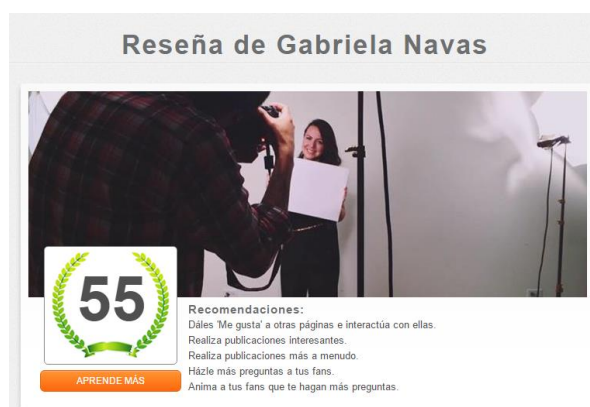 Reseña de Gabriela Navas
55
APRENDE MÁS
Recomendaciones:
Dáles 'Me gusta' a otras páginas e interactúa con ellas.
Realiza publicaciones interesantes.
Realiza publicaciones más a menudo.
Házle más preguntas a tus fans.
Anima a tus fans que te hagan más preguntas.